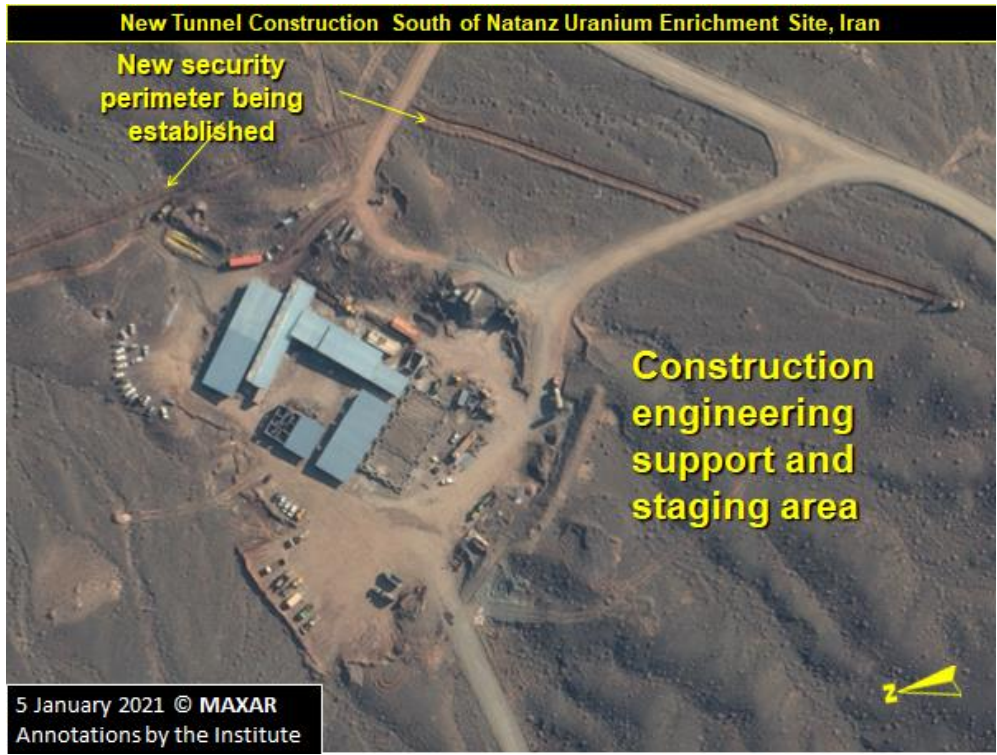 New Tunnel Construction South of Natanz Uranium Enrichment Site, Iran
New security
perimeter being
established
Construction
engineering
support and
staging area
N
5 January 2021 © MAXAR
Annotations by the Institute